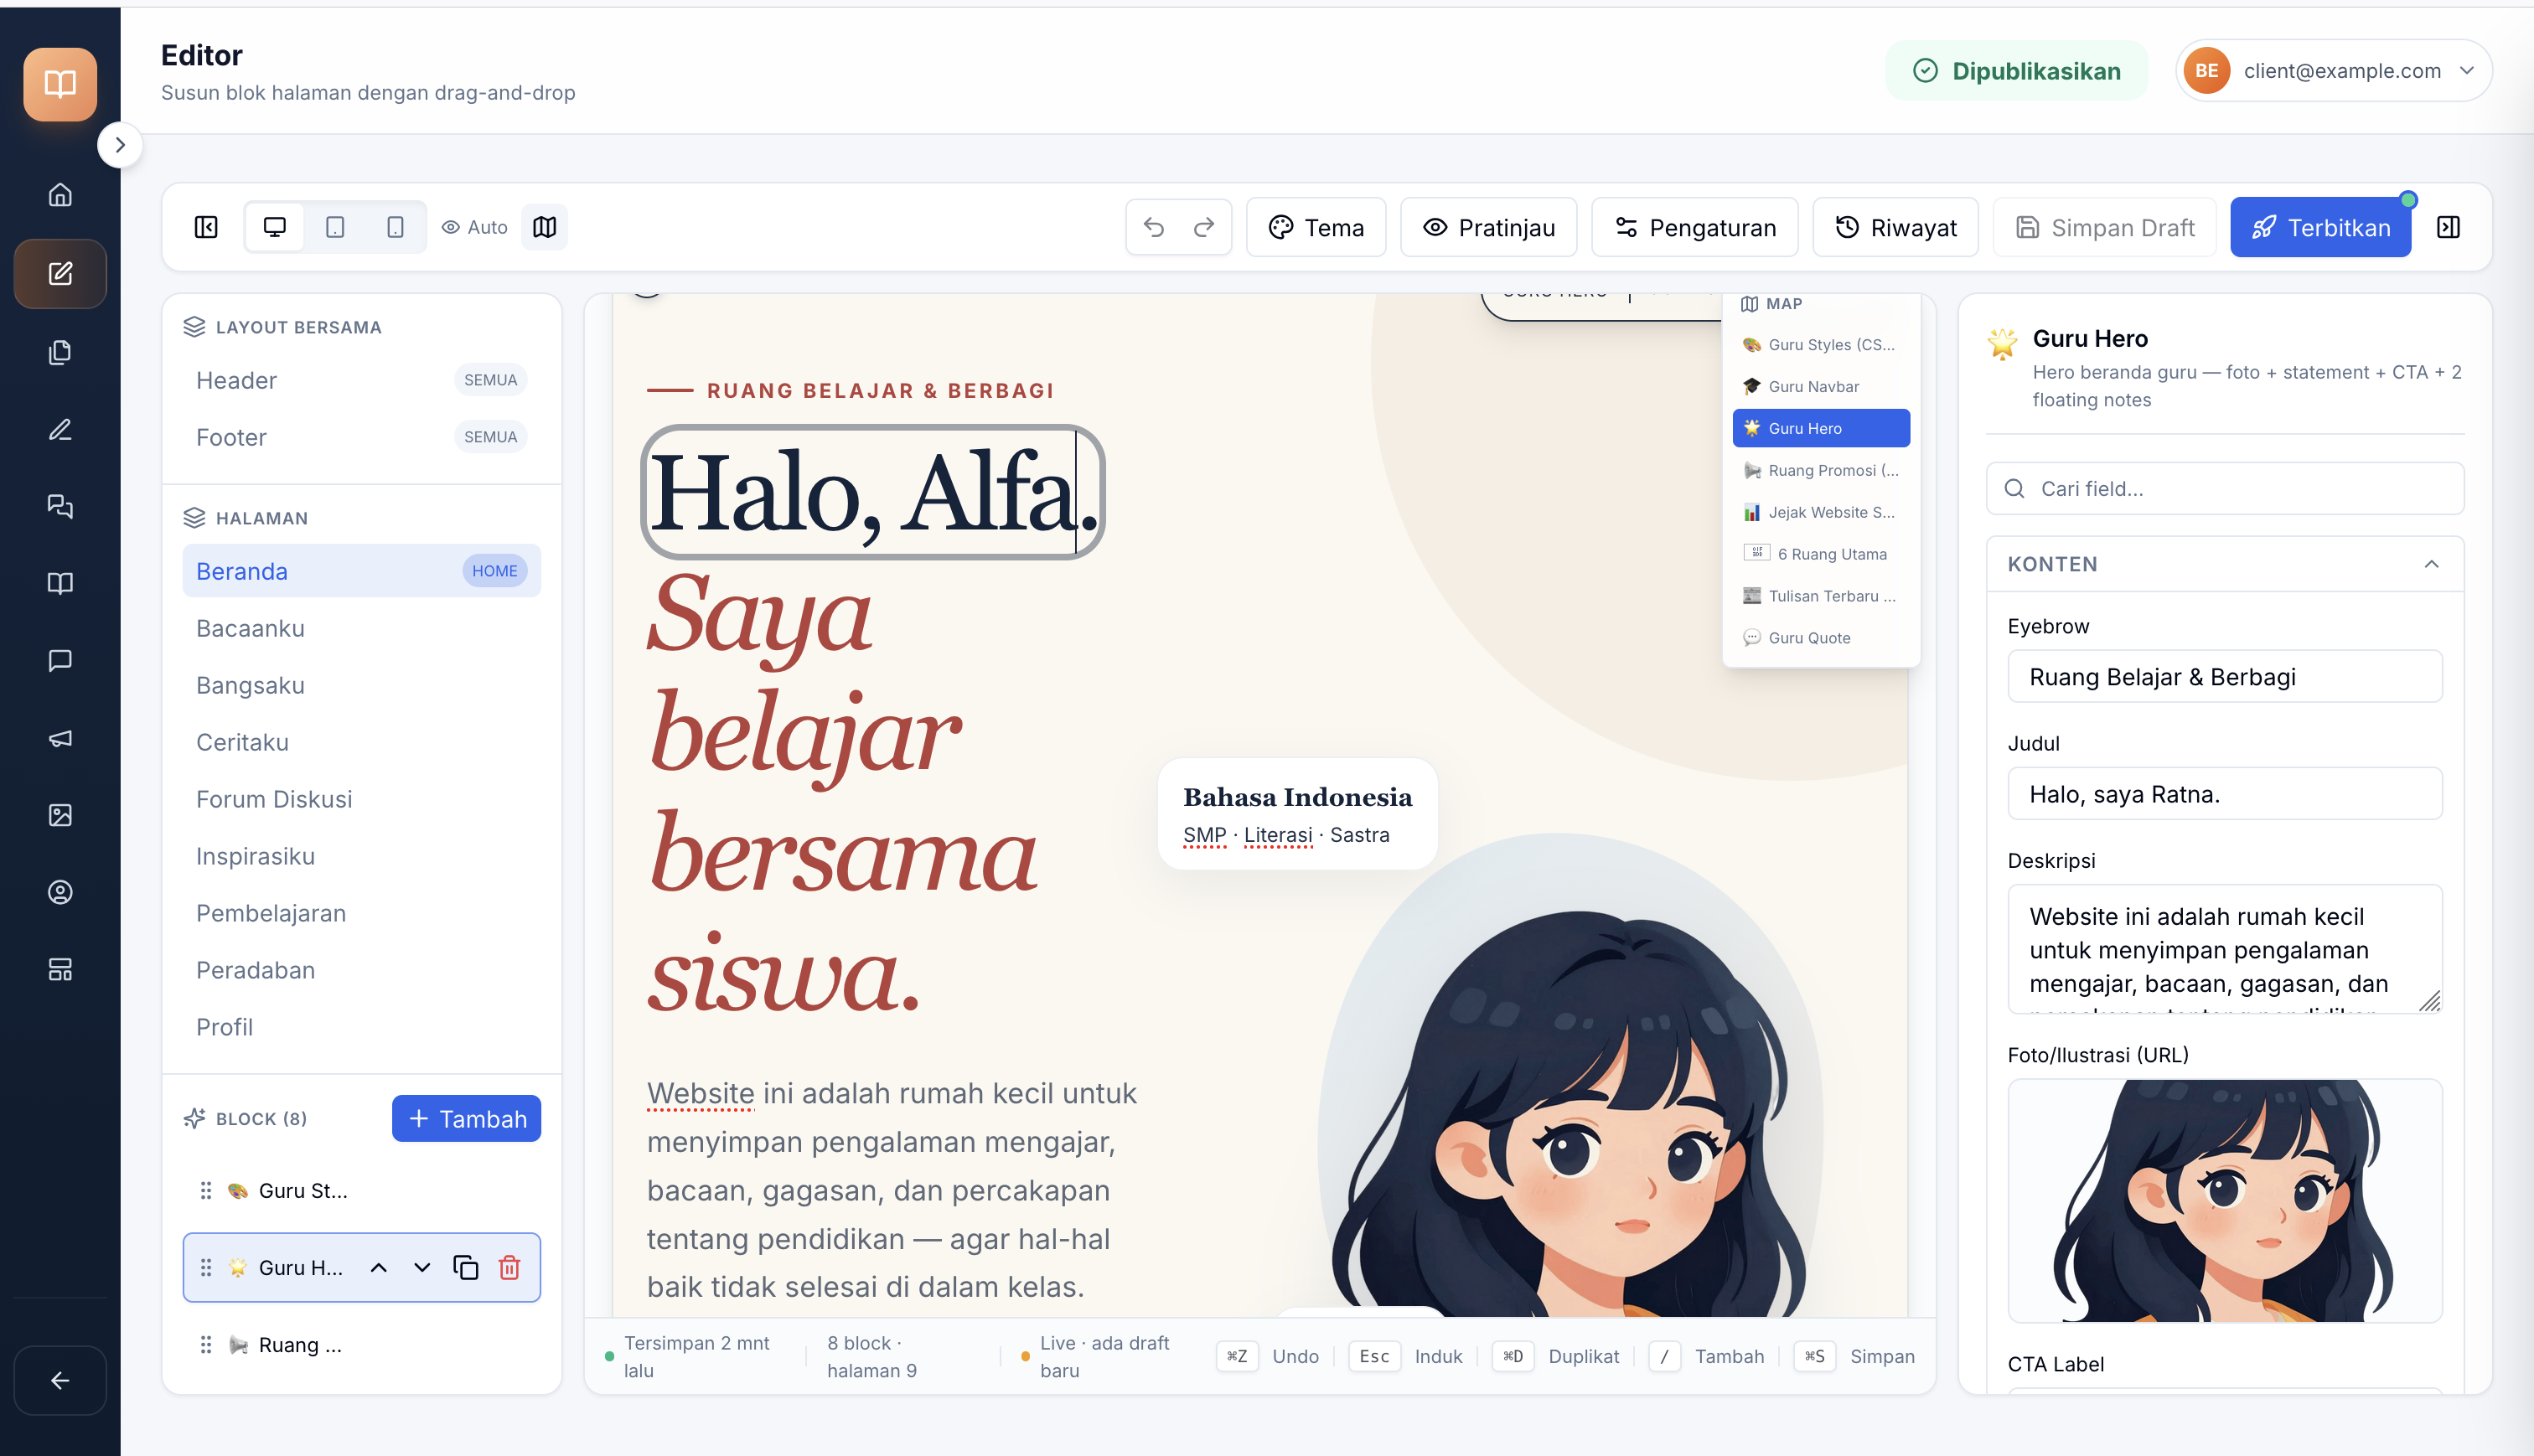 Editor
Susun blok halaman dengan drag-and-drop
Dipublikasikan
BE
client@example.com
Auto
Tema
Pratinjau
Pengaturan
Riwayat
Simpan Draft
Terbitkan
LAYOUT BERSAMA
Header
SEMUA
Footer
SEMUA
HALAMAN
Beranda
HOME
Bacaanku
Bangsaku
Ceritaku
Forum Diskusi
Inspirasiku
Pembelajaran
Peradaban
Profil
BLOCK (8)
Tambah
Guru St...
Guru H...
Ruang ...
RUANG BELAJAR & BERBAGI
Halo, Alfa.
Saya
belajar
bersama
siswa.
Website ini adalah rumah kecil untuk
menyimpan pengalaman mengajar,
bacaan, gagasan, dan percakapan
tentang pendidikan — agar hal-hal
baik tidak selesai di dalam kelas.
Bahasa Indonesia
SMP · Literasi · Sastra
MAP
Guru Styles (CS...
Guru Navbar
Guru Hero
Ruang Promosi (...
Jejak Website S...
6 Ruang Utama
Tulisan Terbaru ...
Guru Quote
Tersimpan 2 mnt
lalu
8 block ·
halaman 9
Live · ada draft
baru
⌘Z Undo
Esc Induk
⌘D Duplikat
/ Tambah
⌘S Simpan
Guru Hero
Hero beranda guru — foto + statement + CTA + 2
floating notes
Cari field...
KONTEN
Eyebrow
Ruang Belajar & Berbagi
Judul
Halo, saya Ratna.
Deskripsi
Website ini adalah rumah kecil
untuk menyimpan pengalaman
mengajar, bacaan, gagasan, dan
Foto/Ilustrasi (URL)
CTA Label